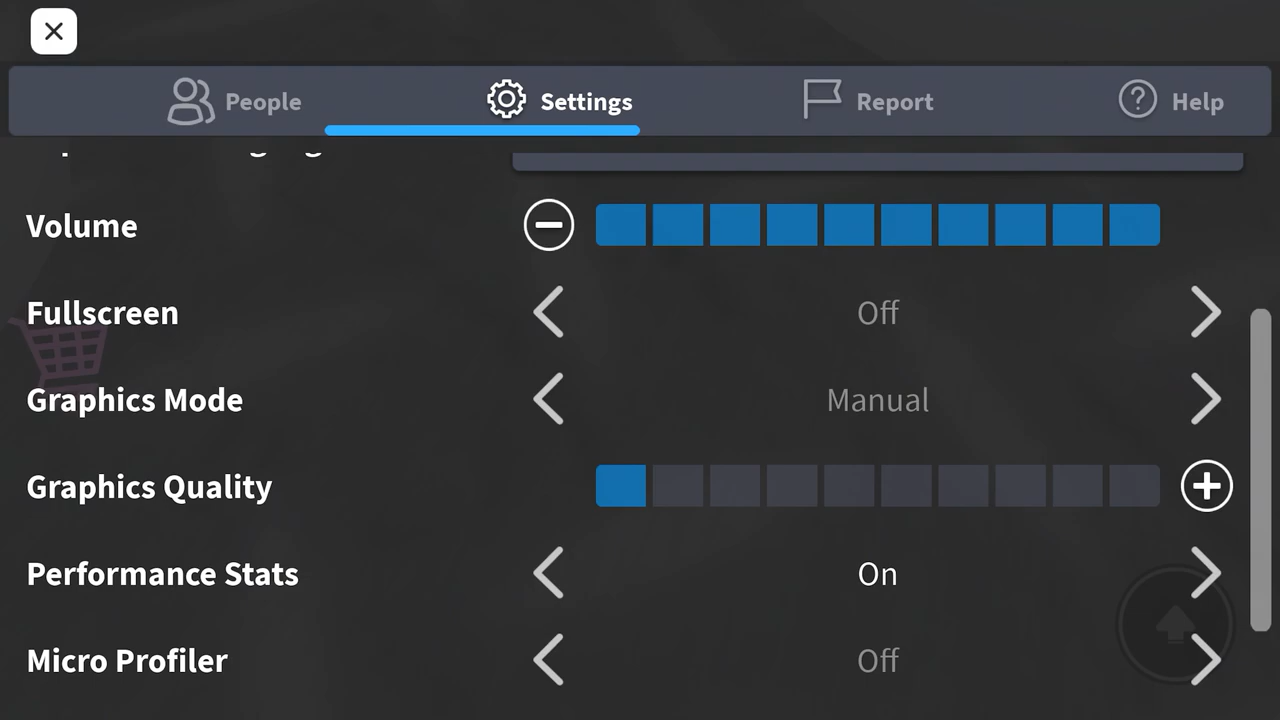 People
Settings
Report
Help
Volume
Fullscreen
Off
Graphics Mode
Manual
Graphics Quality
Performance Stats
On
Micro Profiler
Off